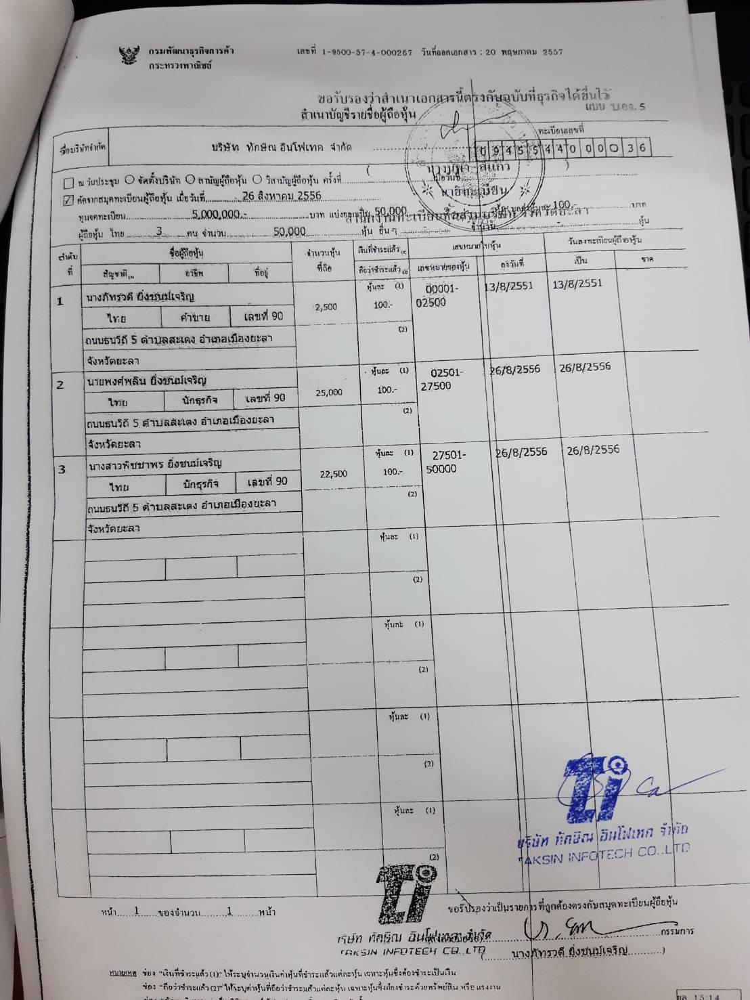 กรมพัฒนาธุรกิจการค้า
กระทรวงพาณิชย์
เลขที่ 1-9500-57-4-000267 วันที่ออกเอกสาร : 20 พฤษภาคม 2557
ขอรับรองว่าสำเนาเอกสารนี้ตรงกับฉบับที่ธุรกิจได้ยื่นไว้
แบบ บอจ. 5
สำเนาบัญชีรายชื่อผู้ถือหุ้น
ทะเบียนเลขที่
ชื่อบริษัทจำกัด บริษัท ทักษิณ อินโฟเทค จำกัด 0945544000036
ณ วันประชุม จัดตั้งบริษัท สามัญผู้ถือหุ้น วิสามัญผู้ถือหุ้น ครั้งที่ เมื่อวันที่
นายทะเบียน
คัดจากสมุดทะเบียนผู้ถือหุ้น เมื่อวันที่ 26 สิงหาคม 2556
ทุนจดทะเบียน 5,000,000.- บาท แบ่งออกเป็น 50,000 หุ้น มูลค่าหุ้นละ 100.- บาท
ผู้ถือหุ้น ไทย 3 คน จำนวน 50,000 หุ้น อื่นๆ จำนวน หุ้น
ลำดับที่ ชื่อผู้ถือหุ้น จำนวนหุ้นที่ถือ เงินที่ชำระแล้ว (1) เลขหมายใบหุ้น วันลงทะเบียนผู้ถือหุ้น
สัญชาติ อาชีพ ที่อยู่ ถือว่าชำระแล้ว (2) เลขหมายของหุ้น ลงวันที่ เป็น ขาด
1 นางภัทรวดี ยิ่งชนม์เจริญ 2,500 หุ้นละ (1) 100.- 00001-02500 13/8/2551 13/8/2551
ไทย ค้าขาย เลขที่ 90
(2)
ถนนธนวิถี 5 ตำบลสะเตง อำเภอเมืองยะลา
จังหวัดยะลา
2 นายพงศ์พลิน ยิ่งชนม์เจริญ 25,000 หุ้นละ (1) 100.- 02501-27500 26/8/2556 26/8/2556
ไทย นักธุรกิจ เลขที่ 90
(2)
ถนนธนวิถี 5 ตำบลสะเตง อำเภอเมืองยะลา
จังหวัดยะลา
3 นางสาวพิชชาพร ยิ่งชนม์เจริญ 22,500 หุ้นละ (1) 100.- 27501-50000 26/8/2556 26/8/2556
ไทย นักธุรกิจ เลขที่ 90
(2)
ถนนธนวิถี 5 ตำบลสะเตง อำเภอเมืองยะลา
จังหวัดยะลา
หุ้นละ (1)
(2)
หุ้นละ (1)
(2)
หุ้นละ (1)
(2)
หุ้นละ (1)
(2)
Ti
บริษัท ทักษิณ อินโฟเทค จำกัด
TAKSIN INFOTECH CO.,LTD
หน้า 1 ของจำนวน 1 หน้า
ขอรับรองว่าเป็นรายการที่ถูกต้องตรงกับสมุดทะเบียนผู้ถือหุ้น
Ti
บริษัท ทักษิณ อินโฟเทค จำกัด
TAKSIN INFOTECH CO.,LTD
กรรมการ
(นางภัทรวดี ยิ่งชนม์เจริญ)
หมายเหตุ ช่อง "เงินที่ชำระแล้ว (1)" ให้ระบุจำนวนเงินค่าหุ้นที่ชำระแล้วแต่ละหุ้น เฉพาะหุ้นซึ่งต้องชำระเป็นเงิน
ช่อง "ถือว่าชำระแล้ว (2)" ให้ระบุค่าหุ้นที่ถือว่าชำระแล้วแต่ละหุ้น เฉพาะหุ้นซึ่งต้องชำระด้วยทรัพย์สิน หรือ แรงงาน
15:14